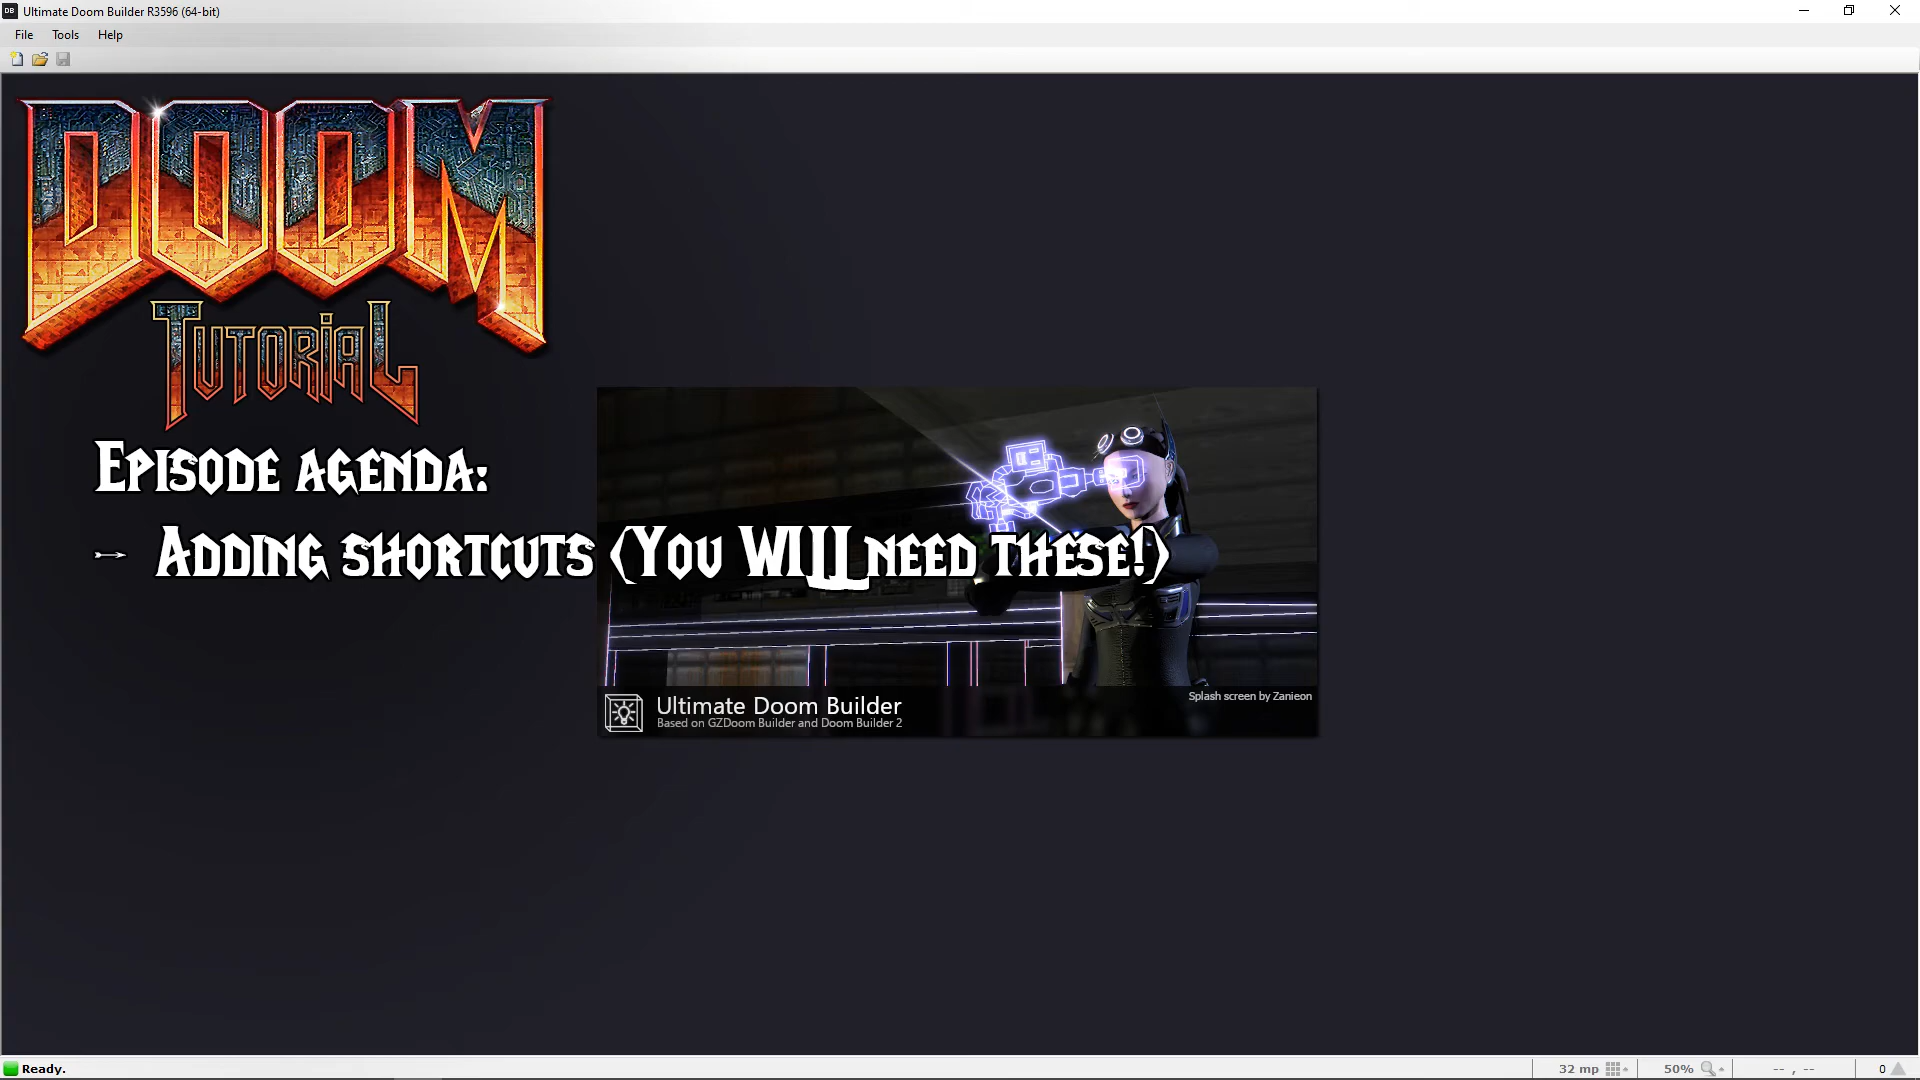 DB Ultimate Doom Builder R3596 (64-bit)
File Tools Help
DOOM
Tutorial
Episode agenda:
Adding shortcuts (You WILL need these!)
Splash screen by Zanieon
Ultimate Doom Builder
Based on GZDoom Builder and Doom Builder 2
Ready. 32 mp 50% -- , -- 0